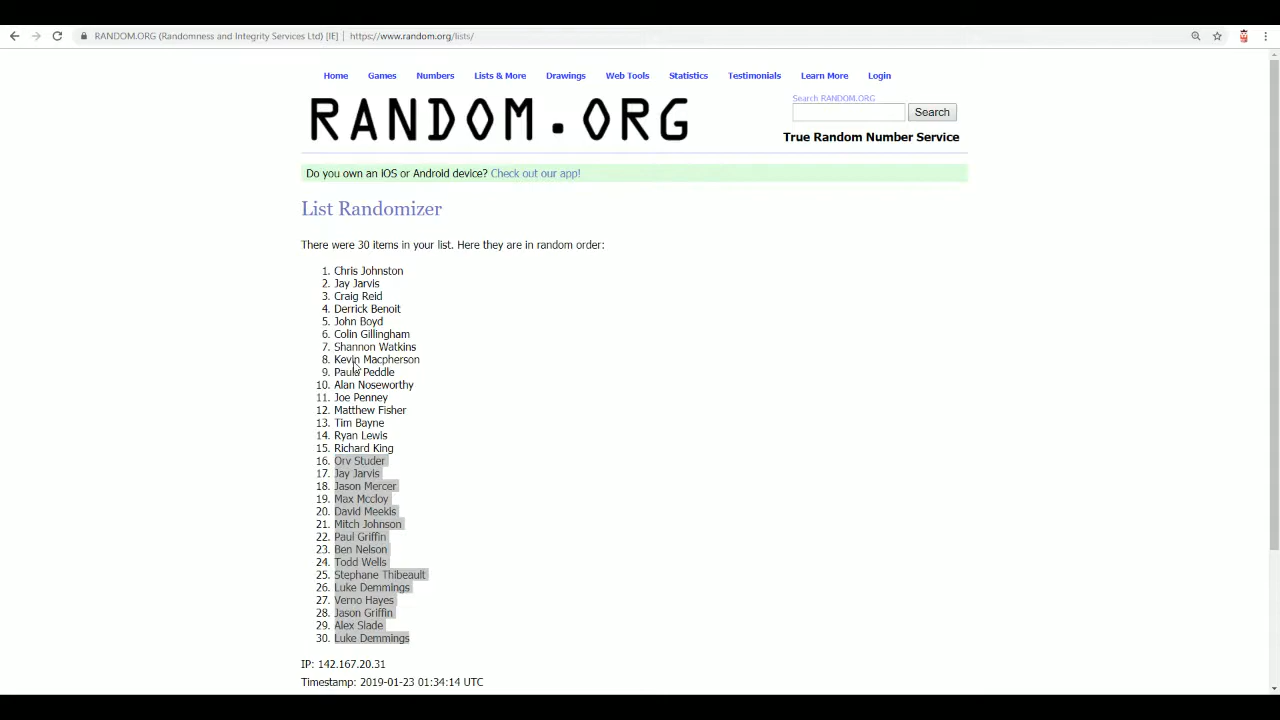 RANDOM.ORG (Randomness and Integrity Services Ltd) [IE] | https://www.random.org/lists/
Home Games Numbers Lists & More Drawings Web Tools Statistics Testimonials Learn More Login
Search RANDOM.ORG
RANDOM.ORG
Search
True Random Number Service
Do you own an iOS or Android device? Check out our app!
List Randomizer
There were 30 items in your list. Here they are in random order:
1. Chris Johnston
2. Jay Jarvis
3. Craig Reid
4. Derrick Benoit
5. John Boyd
6. Colin Gillingham
7. Shannon Watkins
8. Kevin Macpherson
9. Paula Peddle
10. Alan Noseworthy
11. Joe Penney
12. Matthew Fisher
13. Tim Bayne
14. Ryan Lewis
15. Richard King
16. Orv Studer
17. Jay Jarvis
18. Jason Mercer
19. Max Mccloy
20. David Meekis
21. Mitch Johnson
22. Paul Griffin
23. Ben Nelson
24. Todd Wells
25. Stephane Thibeault
26. Luke Demmings
27. Verno Hayes
28. Jason Griffin
29. Alex Slade
30. Luke Demmings
IP: 142.167.20.31
Timestamp: 2019-01-23 01:34:14 UTC